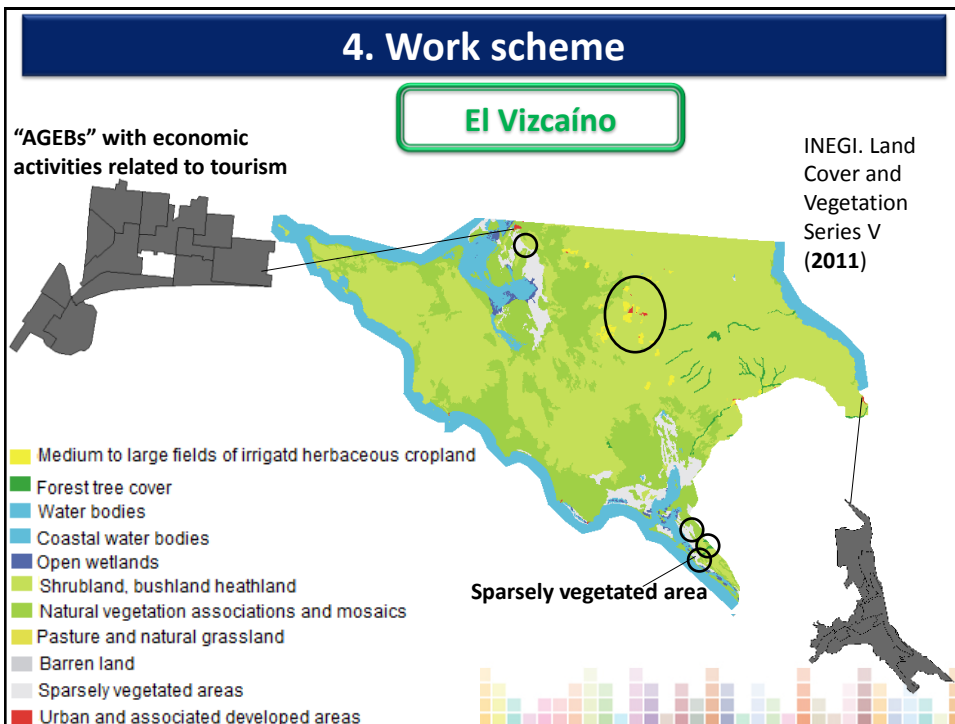 4. Work scheme
El Vizcaíno
“AGEBs” with economic
activities related to tourism
INEGI. Land
Cover and
Vegetation
Series V
(2011)
Medium to large fields of irrigatd herbaceous cropland
Forest tree cover
Water bodies
Coastal water bodies
Open wetlands
Shrubland, bushland heathland
Natural vegetation associations and mosaics
Pasture and natural grassland
Barren land
Sparsely vegetated areas
Urban and associated developed areas
Sparsely vegetated area